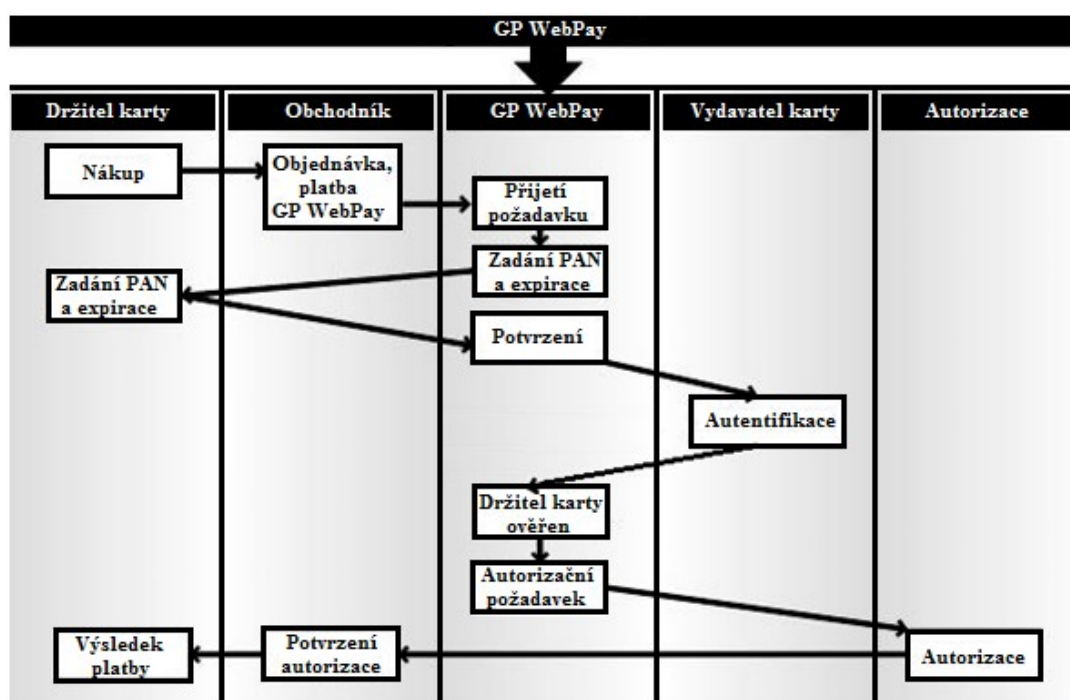 GP WebPay
Držitel karty
Obchodník
GP WebPay
Vydavatel karty
Autorizace
Nákup
Objednávka,
platba
GP WebPay
Přijetí
požadavku
Zadání PAN
a expirace
Zadání PAN
a expirace
Potvrzení
Autentifikace
Držitel karty
ověřen
Autorizační
požadavek
Autorizace
Potvrzení
autorizace
Výsledek
platby